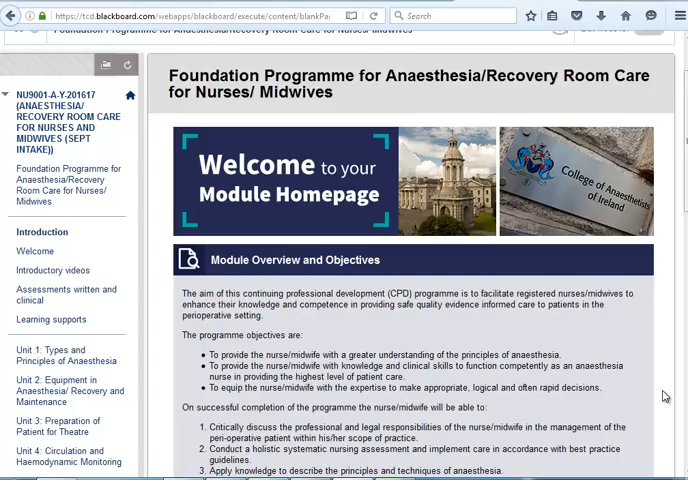 https://tcd.blackboard.com/webapps/blackboard/execute/content/blankPa
Search
Foundation Programme for Anaesthesia/Recovery Room Care for Nurses/ Midwives
NU9001-A-Y-201617
(ANAESTHESIA/
RECOVERY ROOM CARE
FOR NURSES AND
MIDWIVES (SEPT
INTAKE))
Foundation Programme for
Anaesthesia/Recovery
Room Care for Nurses/
Midwives
Introduction
Welcome
Introductory videos
Assessments written and
clinical
Learning supports
Unit 1: Types and
Principles of Anaesthesia
Unit 2: Equipment in
Anaesthesia/ Recovery and
Maintenance
Unit 3: Preparation of
Patient for Theatre
Unit 4: Circulation and
Haemodynamic Monitoring
Foundation Programme for Anaesthesia/Recovery Room Care
for Nurses/ Midwives
Welcome to your
Module Homepage
College of Anaesthetists
of Ireland
Module Overview and Objectives
The aim of this continuing professional development (CPD) programme is to facilitate registered nurses/midwives to
enhance their knowledge and competence in providing safe quality evidence informed care to patients in the
perioperative setting.
The programme objectives are:
To provide the nurse/midwife with a greater understanding of the principles of anaesthesia.
To provide the nurse/midwife with knowledge and clinical skills to function competently as an anaesthesia
nurse in providing the highest level of patient care.
To equip the nurse/midwife with the expertise to make appropriate, logical and often rapid decisions.
On successful completion of the programme the nurse/midwife will be able to:
1. Critically discuss the professional and legal responsibilities of the nurse/midwife in the management of the
peri-operative patient within his/her scope of practice.
2. Conduct a holistic systematic nursing assessment and implement care in accordance with best practice
guidelines.
3. Apply knowledge to describe the principles and techniques of anaesthesia.